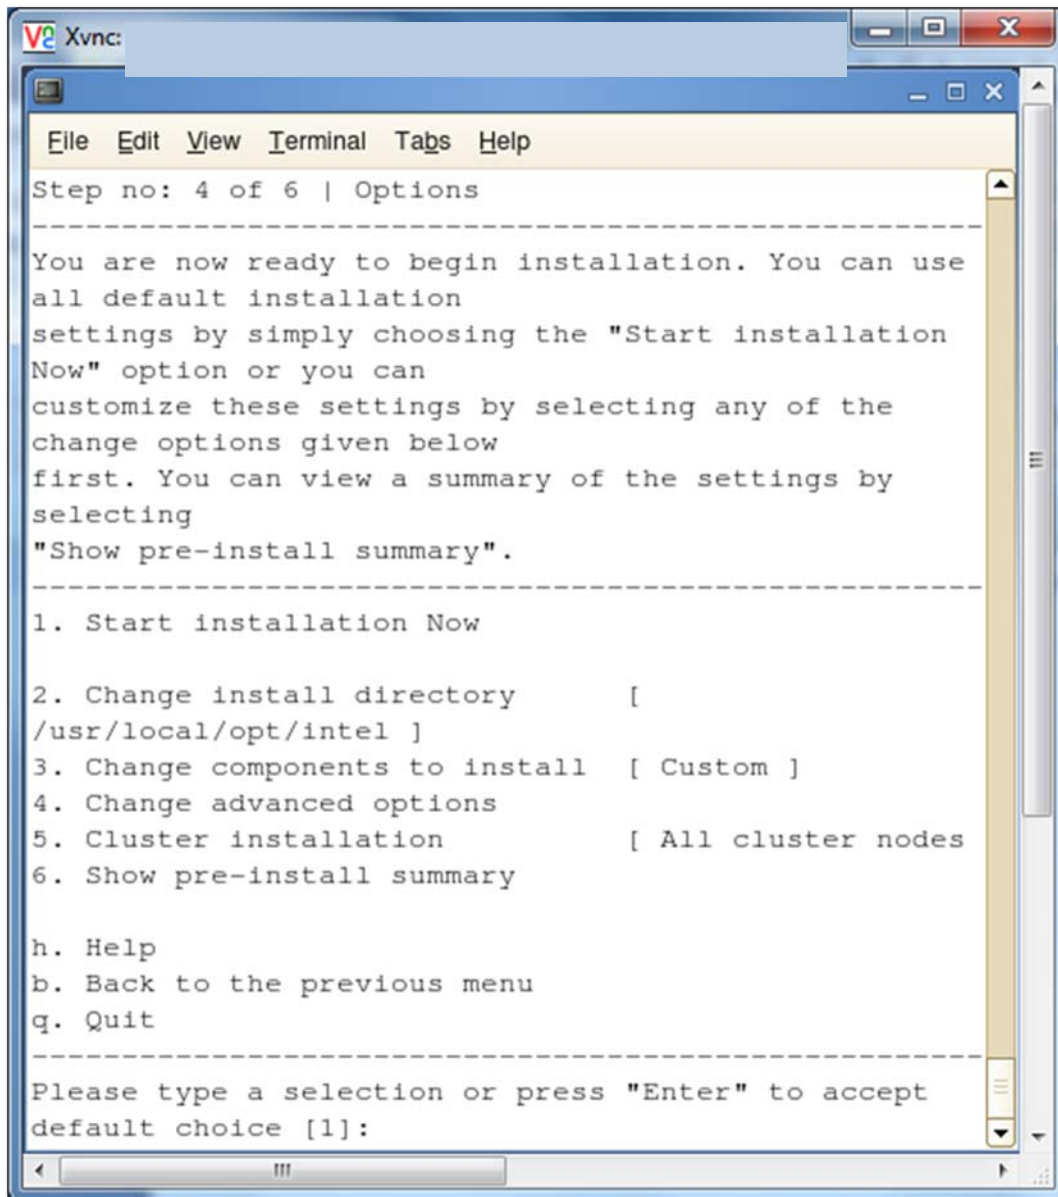 Xvnc:
File Edit View Terminal Tabs Help
Step no: 4 of 6 | Options
--------------------------------------------------------
You are now ready to begin installation. You can use
all default installation
settings by simply choosing the "Start installation
Now" option or you can
customize these settings by selecting any of the
change options given below
first. You can view a summary of the settings by
selecting
"Show pre-install summary".
--------------------------------------------------------
1. Start installation Now
2. Change install directory      [
/usr/local/opt/intel ]
3. Change components to install  [ Custom ]
4. Change advanced options
5. Cluster installation          [ All cluster nodes
6. Show pre-install summary
h. Help
b. Back to the previous menu
q. Quit
--------------------------------------------------------
Please type a selection or press "Enter" to accept
default choice [1]: